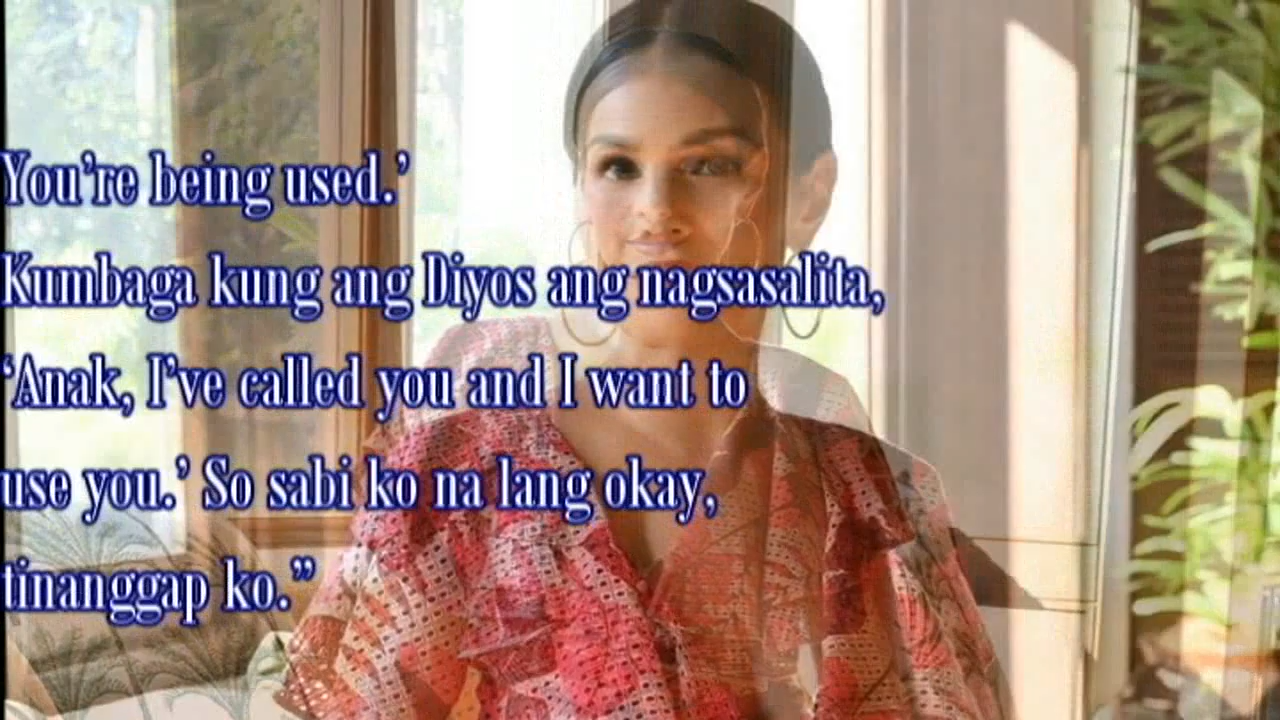 You’re being used.’
Kumbaga kung ang Diyos ang nagsasalita,
‘Anak, I’ve called you and I want to
use you.’ So sabi ko na lang okay,
tinanggap ko.”